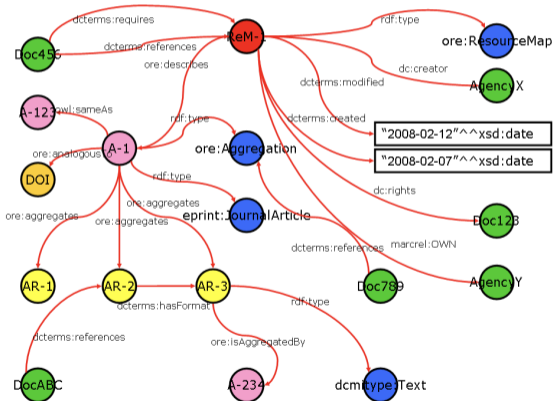 dcterms:requires
rdf:type
ReM-1
ore:ResourceMap
Doc456
dcterms:references
ore:describes
dc:creator
dcterms:modified
AgencyX
A-123
owl:sameAs
rdf:type
dcterms:created
"2008-02-12"^^xsd:date
A-1
ore:Aggregation
ore:analogousTo
"2008-02-07"^^xsd:date
DOI
rdf:type
dc:rights
ore:aggregates
ore:aggregates
ore:aggregates
eprint:JournalArticle
Doc123
dcterms:references
marcrel:OWN
AR-1
AR-2
AR-3
Doc789
AgencyY
dcterms:hasFormat
rdf:type
dcterms:references
ore:isAggregatedBy
DocABC
A-234
dcmitype:Text